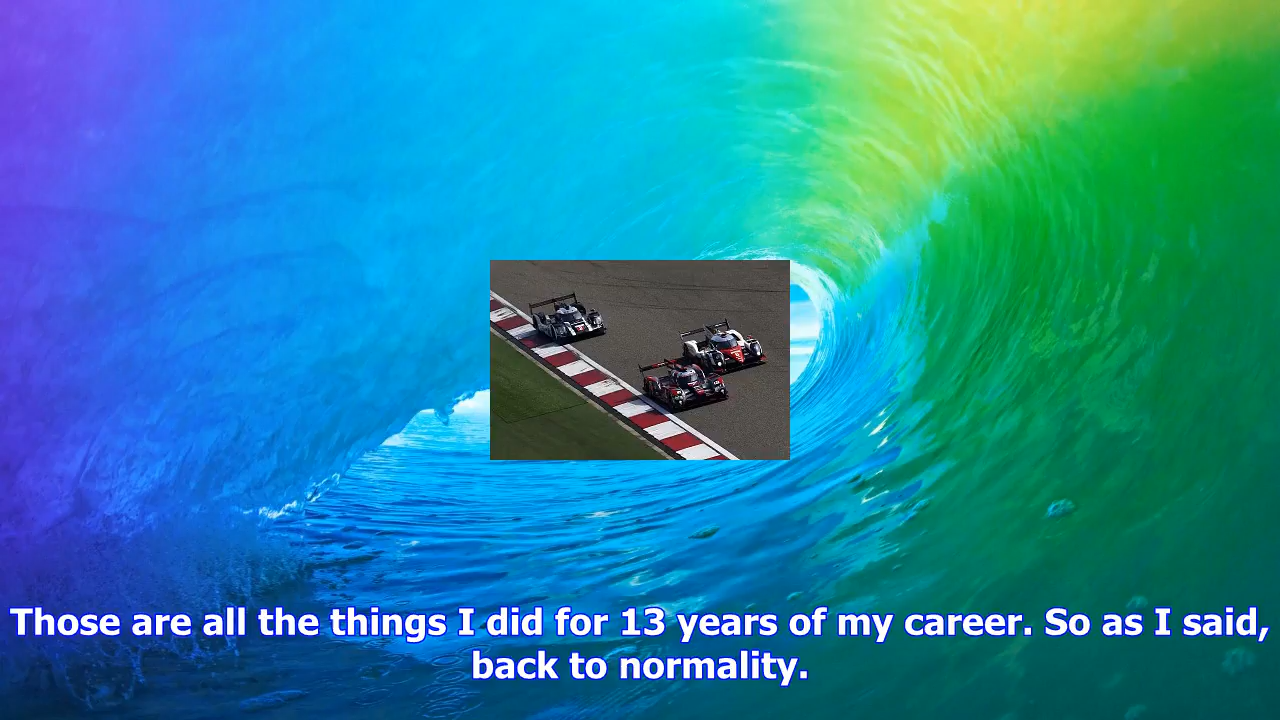 Those are all the things I did for 13 years of my career. So as I said,
back to normality.